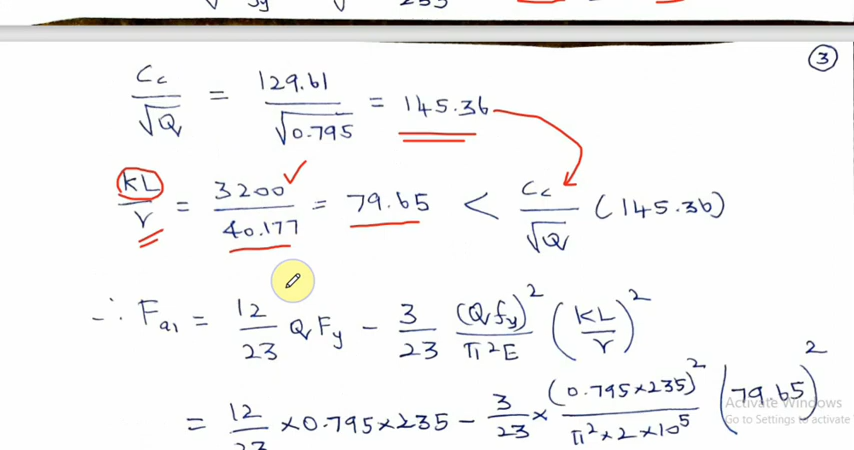 3
Cc/√Q = 129.61/√0.795 = 145.36
kL/r = 3200/40.177 = 79.65 < Cc/√Q (145.36)
∴ Fa1 = 12/23 QFy − 3/23 (Qfy)²/π²E (KL/r)²
= 12/23 ×0.795×235 − 3/23 × (0.795×235)²/π²×2×10⁵ (79.65)²
Activate Windows
Go to Settings to activate